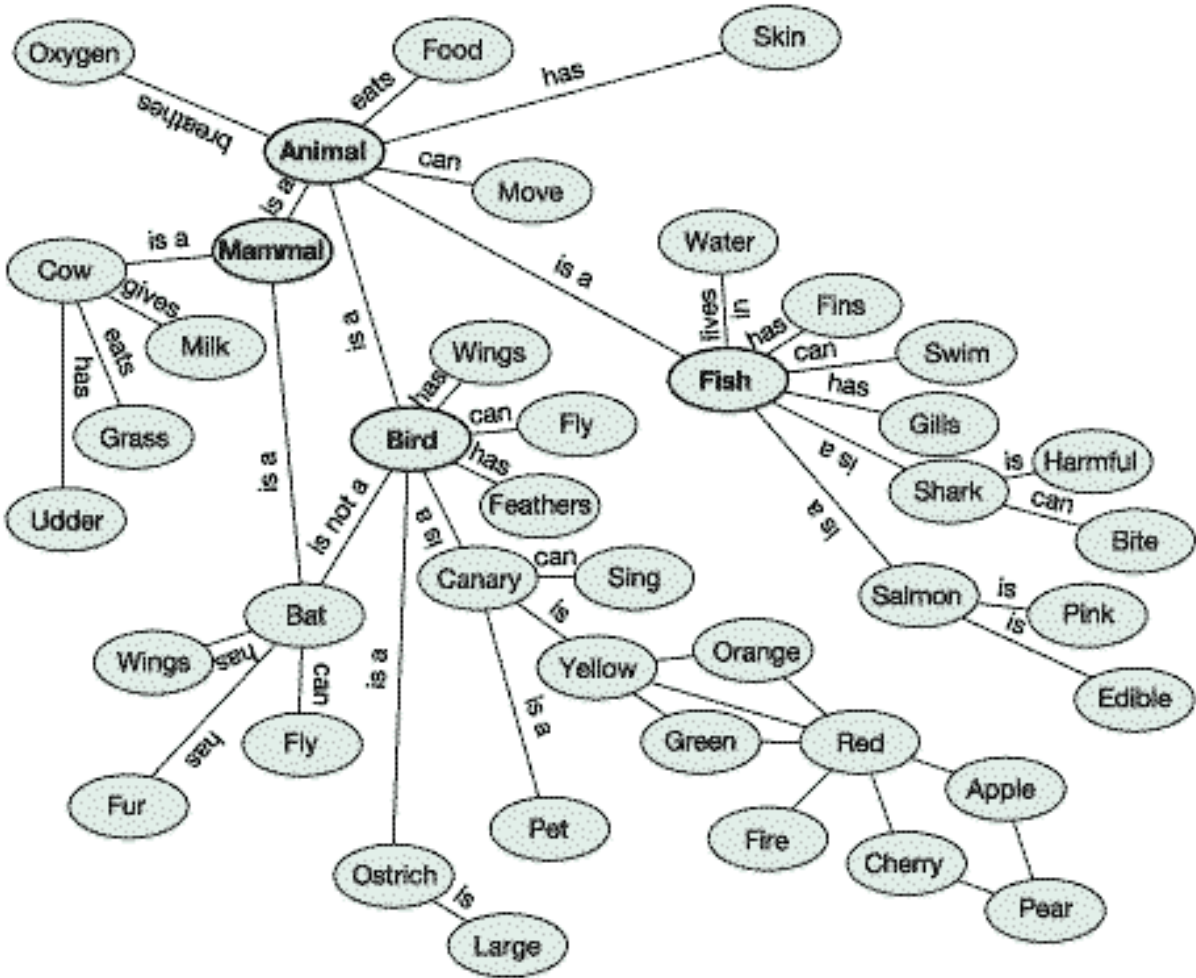 Oxygen
Food
Skin
breathes
eats
has
Animal
can
Move
is a
Mammal
is a
Cow
gives
Milk
eats
Grass
has
Udder
is a
is a
is a
Water
lives in
has
Fins
can
Swim
Fish
has
Gills
is a
Shark
is
Harmful
can
Bite
is a
Salmon
is
Pink
is
Edible
Wings
has
Bird
can
Fly
has
Feathers
is not a
is a
Canary
can
Sing
Bat
Wings
has
can
Fly
has
Fur
is a
is
Yellow
Orange
Green
Red
is a
Pet
Fire
Apple
Cherry
Pear
Ostrich
is
Large